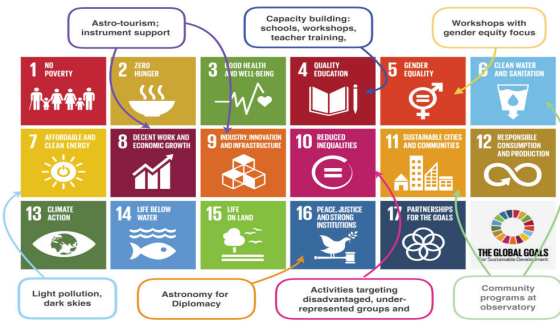 Astro-tourism;
instrument support
Capacity building:
schools, workshops,
teacher training,
Workshops with
gender equity focus
1 NO
POVERTY
2 ZERO
HUNGER
3 GOOD HEALTH
AND WELL-BEING
4 QUALITY
EDUCATION
5 GENDER
EQUALITY
6 CLEAN WATER
AND SANITATION
7 AFFORDABLE AND
CLEAN ENERGY
8 DECENT WORK AND
ECONOMIC GROWTH
9 INDUSTRY, INNOVATION
AND INFRASTRUCTURE
10 REDUCED
INEQUALITIES
11 SUSTAINABLE CITIES
AND COMMUNITIES
12 RESPONSIBLE
CONSUMPTION
AND PRODUCTION
13 CLIMATE
ACTION
14 LIFE BELOW
WATER
15 LIFE
ON LAND
16 PEACE, JUSTICE
AND STRONG
INSTITUTIONS
17 PARTNERSHIPS
FOR THE GOALS
THE GLOBAL GOALS
For Sustainable Development
Light pollution,
dark skies
Astronomy for
Diplomacy
Activities targeting
disadvantaged, under-
represented groups and
Community
programs at
observatory